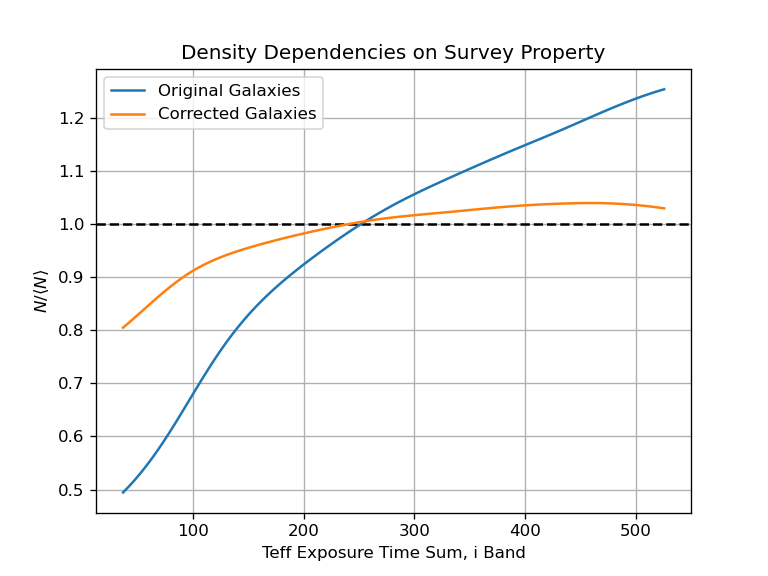 Density Dependencies on Survey Property
Original Galaxies
Corrected Galaxies
1.2
1.1
1.0
0.9
0.8
0.7
0.6
0.5
N/⟨N⟩
100 200 300 400 500
Teff Exposure Time Sum, i Band